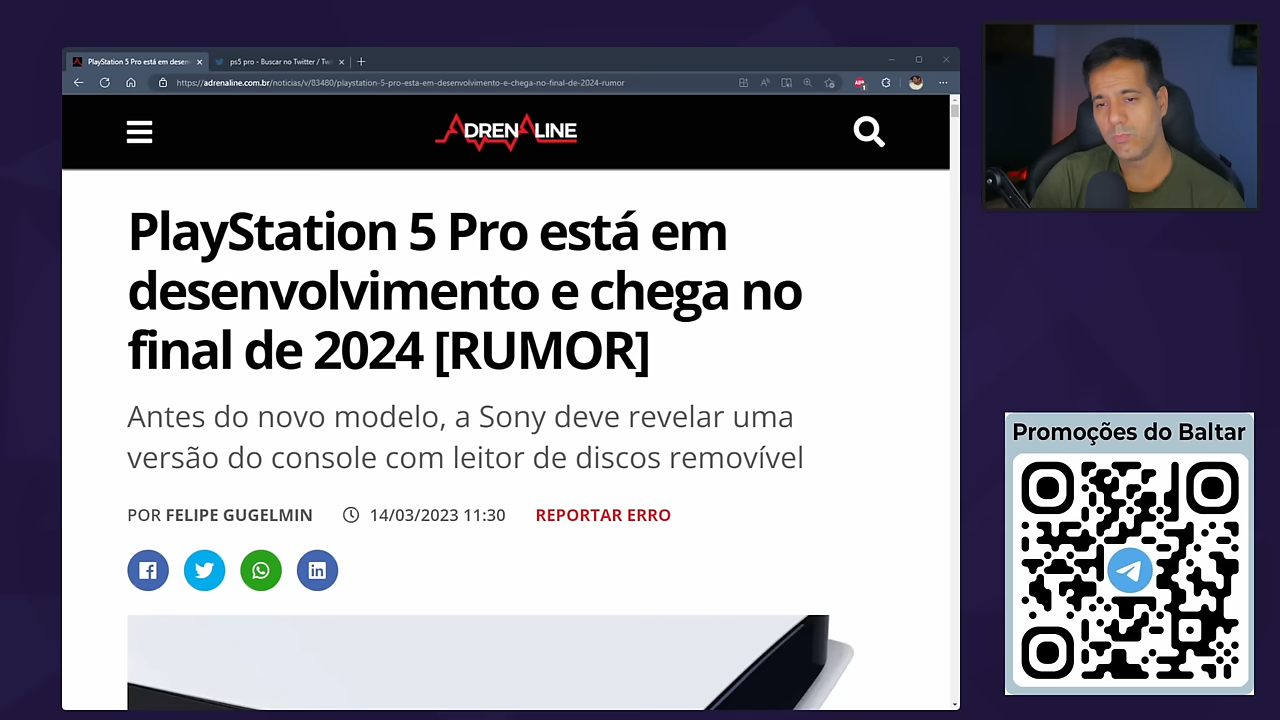 PlayStation 5 Pro está em desen
ps5 pro - Buscar no Twitter / Twi
https://adrenaline.com.br/noticias/v/83480/playstation-5-pro-esta-em-desenvolvimento-e-chega-no-final-de-2024-rumor
ABP
1
ADRENALINE
PlayStation 5 Pro está em
desenvolvimento e chega no
final de 2024 [RUMOR]
Antes do novo modelo, a Sony deve revelar uma
versão do console com leitor de discos removível
POR FELIPE GUGELMIN 14/03/2023 11:30 REPORTAR ERRO
Promoções do Baltar